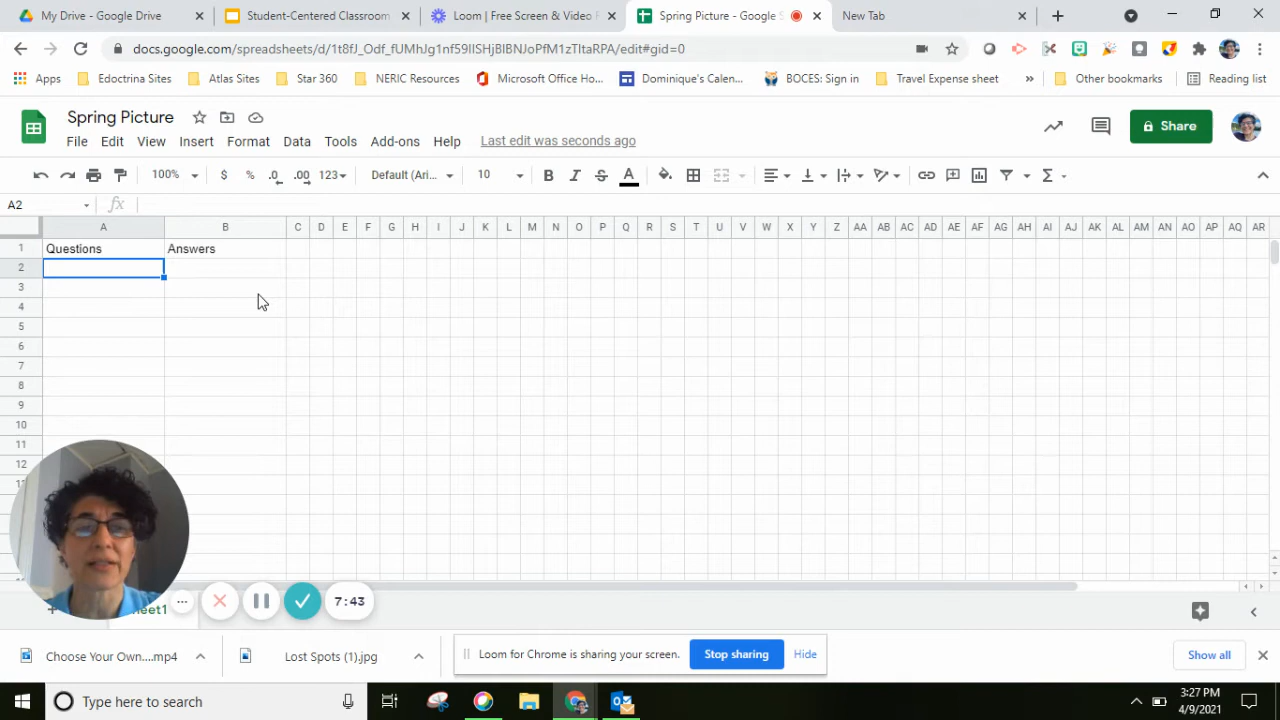 My Drive - Google Drive
Student-Centered Classroom
Loom | Free Screen & Video F
Spring Picture - Google S
New Tab
docs.google.com/spreadsheets/d/1t8fJ_Odf_fUMhJg1nf59IlSHjBlBNJoPfM1zTltaRPA/edit#gid=0
Apps
Edoctrina Sites
Atlas Sites
Star 360
NERIC Resources
Microsoft Office Ho...
Dominique's Calen...
BOCES: Sign in
Travel Expense sheet
»
Other bookmarks
Reading list
Spring Picture
Share
File Edit View Insert Format Data Tools Add-ons Help Last edit was seconds ago
100% $ % .0 .00 123 Default (Ari... 10 B I S A Σ
A2 fx
A B C D E F G H I J K L M N O P Q R S T U V W X Y Z AA AB AC AD AE AF AG AH AI AJ AK AL AM AN AO AP AQ AR
1 Questions Answers
2
3
4
5
6
7
8
9
10
11
12
7:43
Choose Your Own....mp4
Lost Spots (1).jpg
Loom for Chrome is sharing your screen.
Stop sharing
Hide
Show all
Type here to search
3:27 PM
4/9/2021